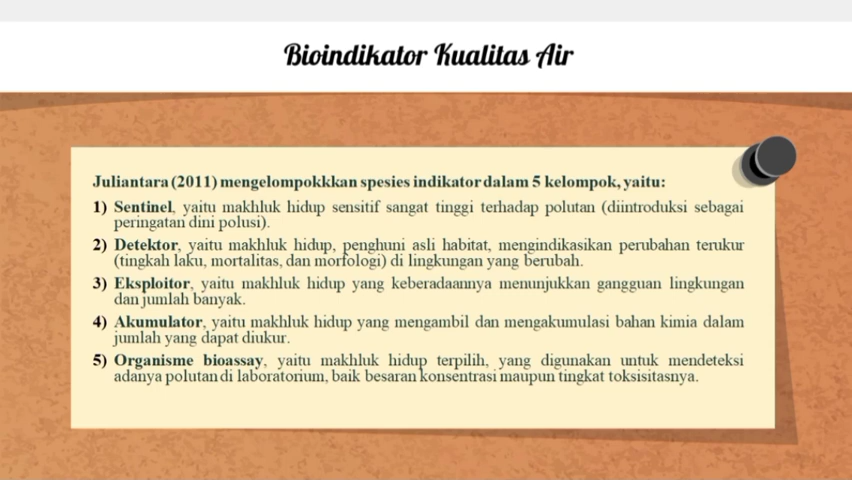 Bioindikator Kualitas Air
Juliantara (2011) mengelompokkkan spesies indikator dalam 5 kelompok, yaitu:
1) Sentinel, yaitu makhluk hidup sensitif sangat tinggi terhadap polutan (diintroduksi sebagai
peringatan dini polusi).
2) Detektor, yaitu makhluk hidup, penghuni asli habitat, mengindikasikan perubahan terukur
(tingkah laku, mortalitas, dan morfologi) di lingkungan yang berubah.
3) Eksploitor, yaitu makhluk hidup yang keberadaannya menunjukkan gangguan lingkungan
dan jumlah banyak.
4) Akumulator, yaitu makhluk hidup yang mengambil dan mengakumulasi bahan kimia dalam
jumlah yang dapat diukur.
5) Organisme bioassay, yaitu makhluk hidup terpilih, yang digunakan untuk mendeteksi
adanya polutan di laboratorium, baik besaran konsentrasi maupun tingkat toksisitasnya.